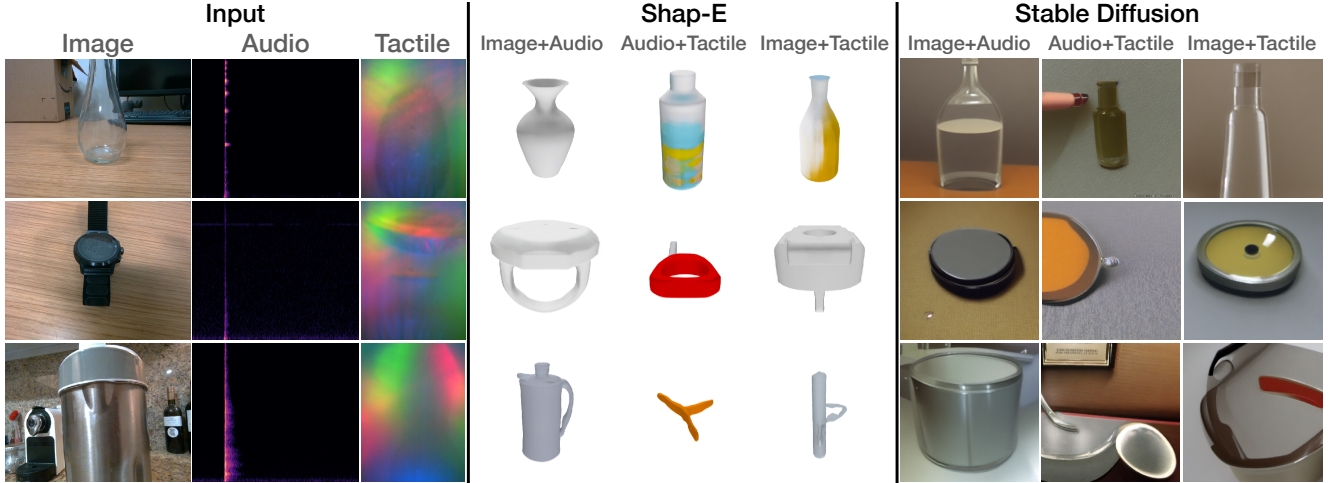 Input
Shap-E
Stable Diffusion
Image
Audio
Tactile
Image+Audio
Audio+Tactile
Image+Tactile
Image+Audio
Audio+Tactile
Image+Tactile